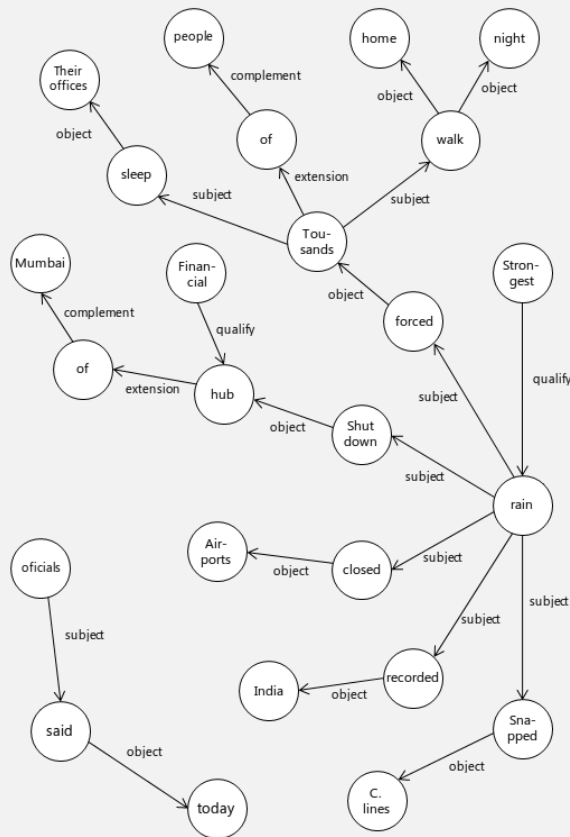 people
home
night
Their
offices
complement
object
object
object
of
walk
sleep
extension
subject
subject
Tou-
sands
Mumbai
Finan-
cial
Stron-
gest
object
complement
forced
qualify
of
extension
hub
subject
qualify
object
Shut
down
subject
rain
Air-
ports
subject
oficials
object
closed
subject
subject
subject
India
object
recorded
said
Sna-
pped
object
object
today
C.
lines